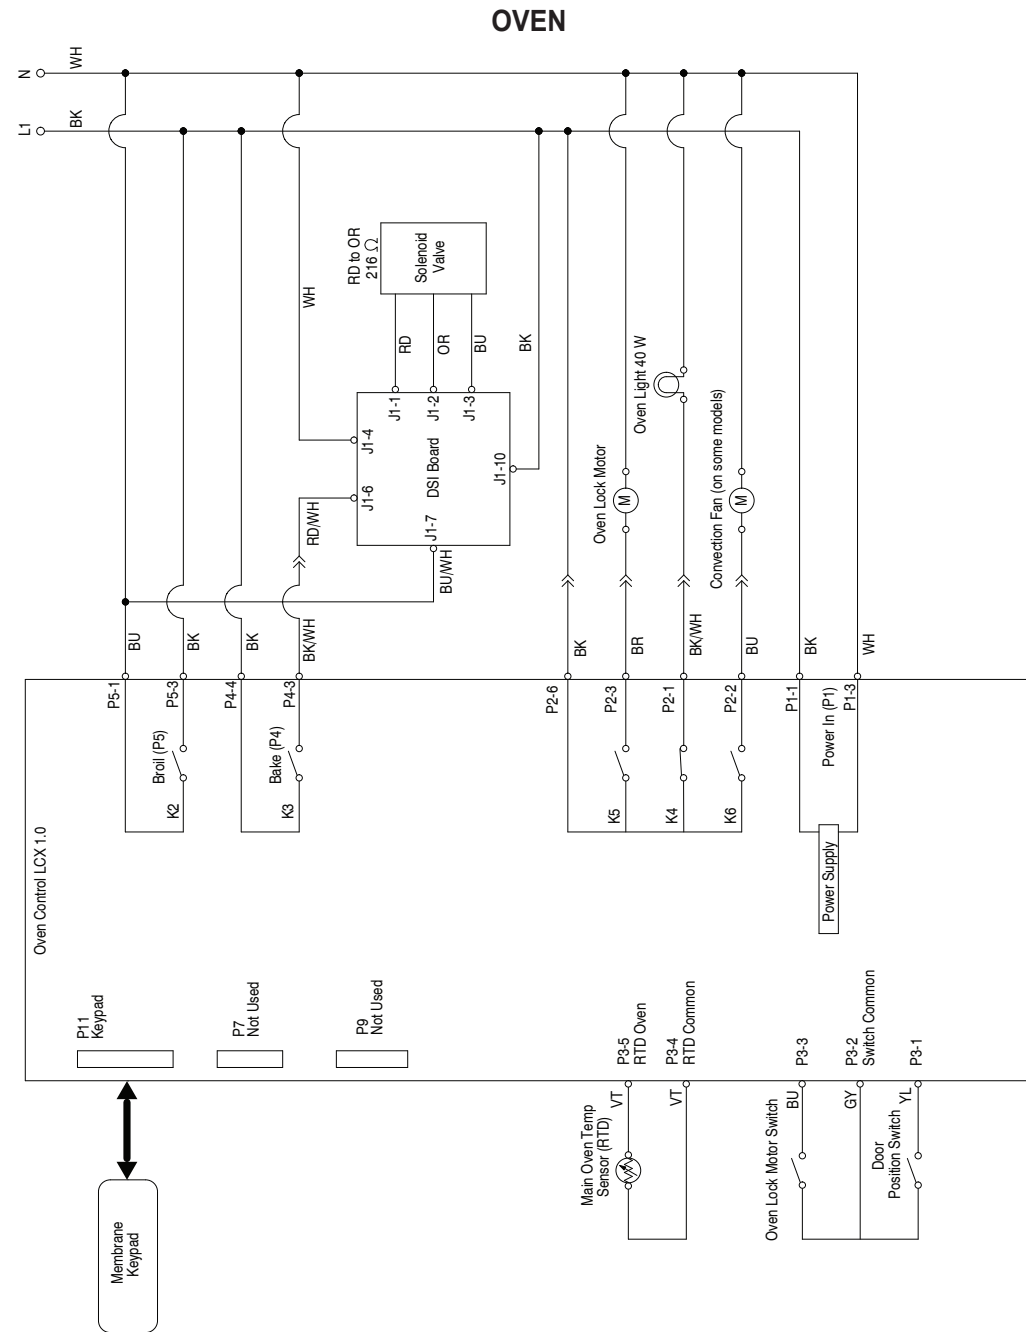 OVEN
N
WH
L1
BK
RD to OR
216 Ω
Solenoid
Valve
WH
RD
OR
BU
BK
J1-1
J1-2
J1-3
J1-4
J1-6
DSI Board
J1-10
J1-7
RD/WH
BU/WH
Oven Lock Motor
M
Oven Light 40 W
Convection Fan (on some models)
M
BU
BK
BK
BK/WH
BK
BR
BK/WH
BU
BK
WH
P5-1
P5-3
P4-4
P4-3
P2-6
P2-3
P2-1
P2-2
P1-1
P1-3
Broil (P5)
K2
Bake (P4)
K3
K5
K4
K6
Power In (P1)
Power Supply
Oven Control LCX 1.0
P11
Keypad
P7
Not Used
P9
Not Used
P3-5
RTD Oven
P3-4
RTD Common
P3-3
P3-2
Switch Common
P3-1
VT
VT
BU
GY
YL
Main Oven Temp
Sensor (RTD)
Oven Lock Motor Switch
Door
Position Switch
Membrane
Keypad